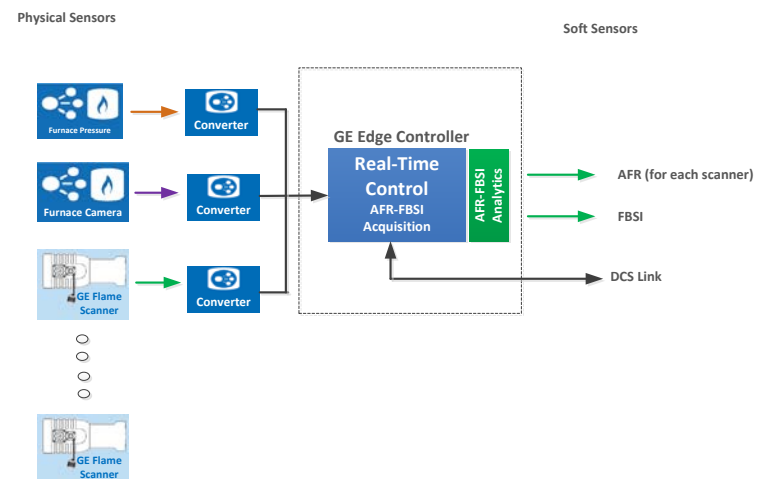 Physical Sensors
Soft Sensors
Furnace Pressure
Converter
GE Edge Controller
Real-Time
Control
AFR-FBSI
Acquisition
AFR-FBSI
Analytics
AFR (for each scanner)
Furnace Camera
Converter
FBSI
GE Flame
Scanner
Converter
DCS Link
GE Flame
Scanner